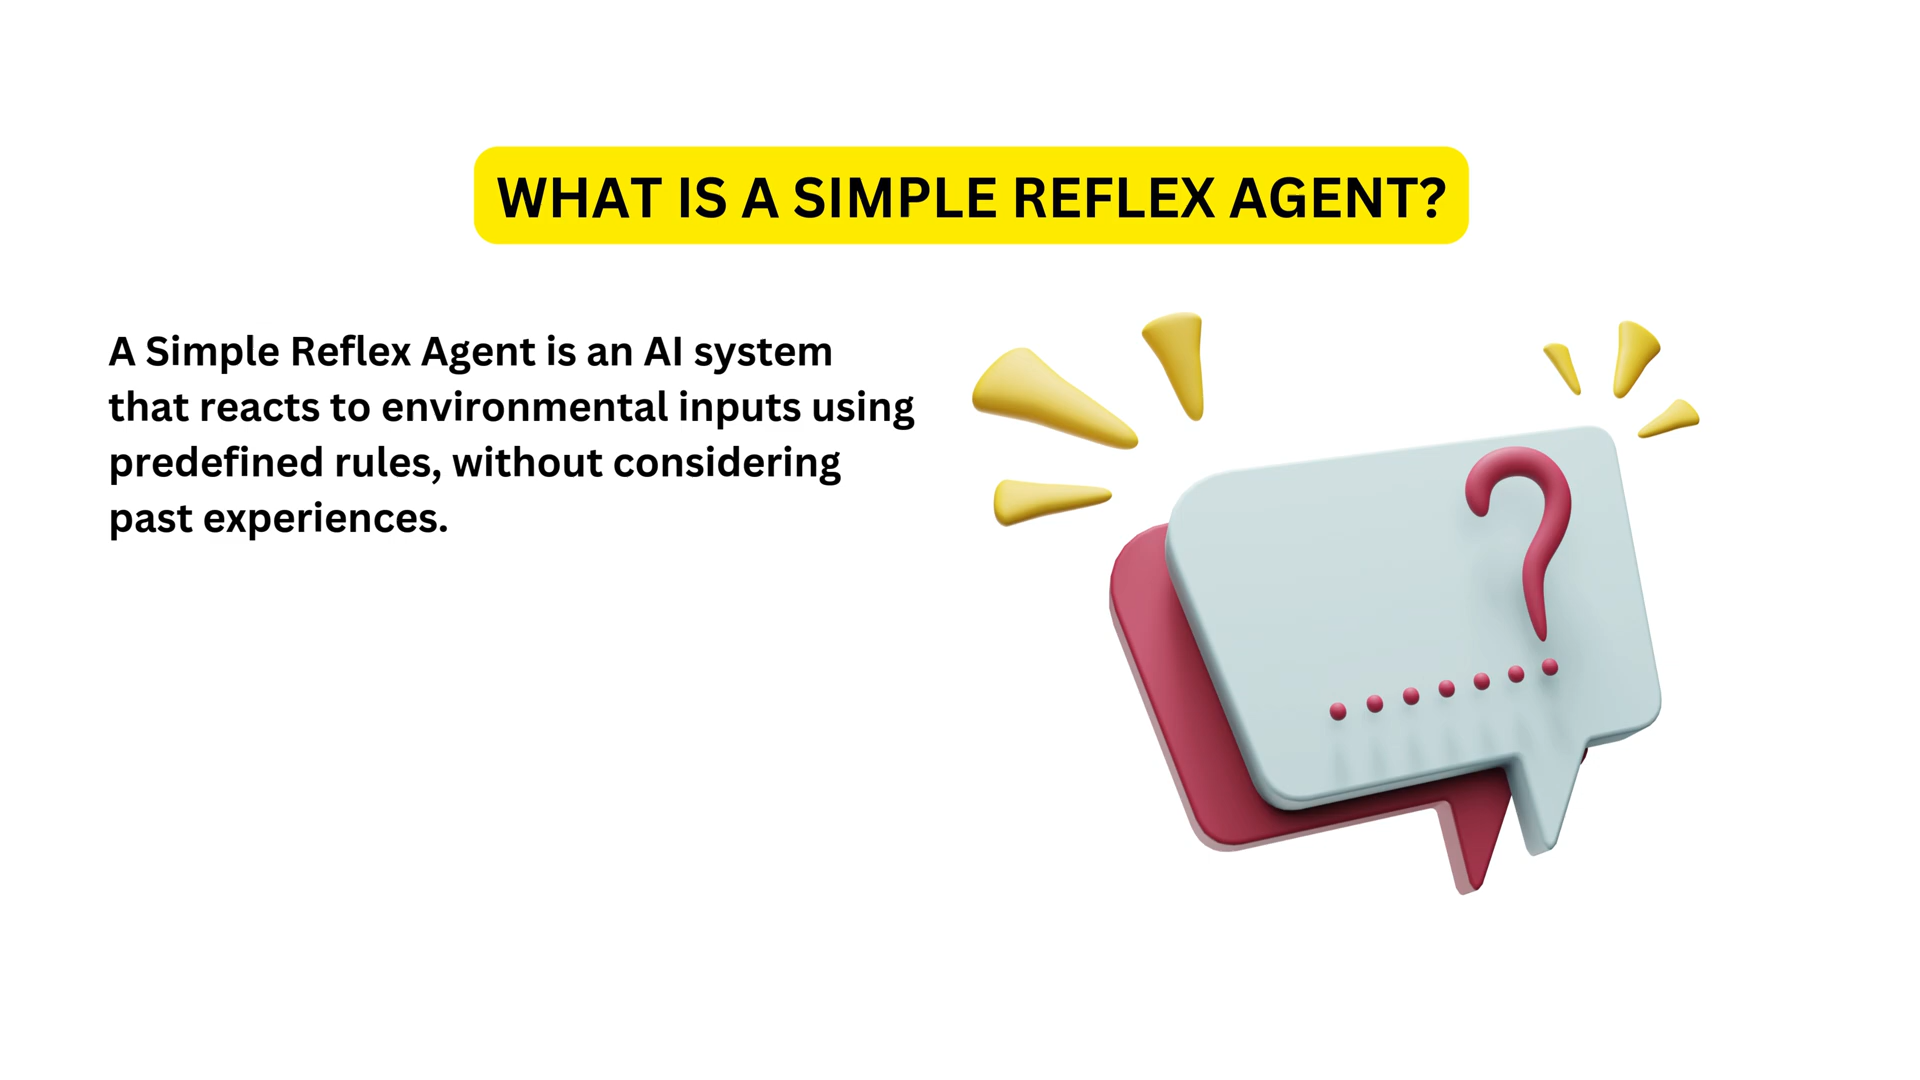 WHAT IS A SIMPLE REFLEX AGENT?
A Simple Reflex Agent is an AI system
that reacts to environmental inputs using
predefined rules, without considering
past experiences.